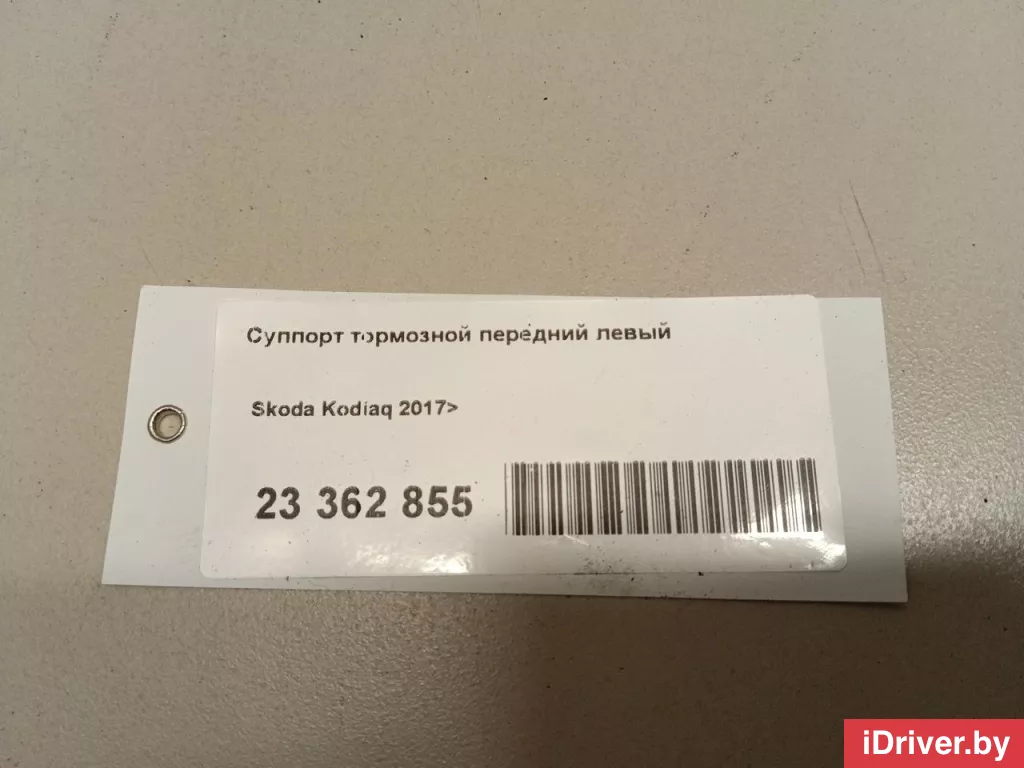 Суппорт тормозной передний левый
Skoda Kodiaq 2017>
23 362 855
iDriver.by